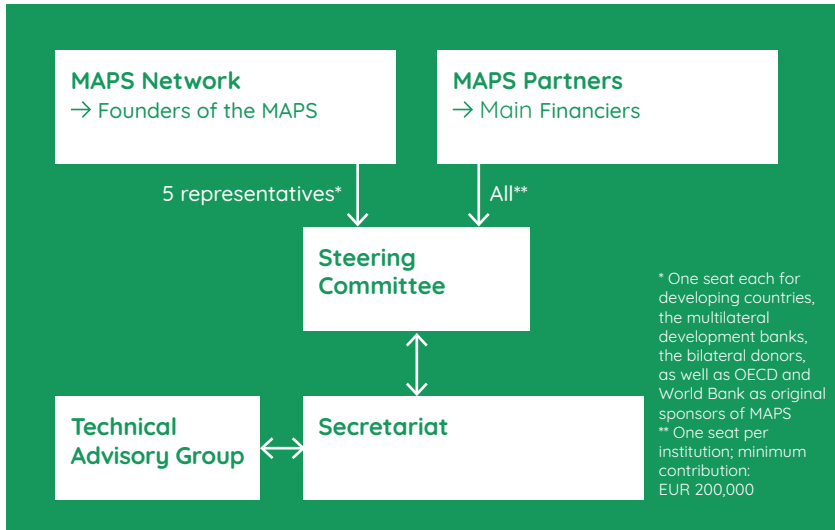 MAPS Network
→ Founders of the MAPS
MAPS Partners
→ Main Financiers
5 representatives*
All**
Steering
Committee
Technical
Advisory Group
Secretariat
* One seat each for
developing countries,
the multilateral
development banks,
the bilateral donors,
as well as OECD and
World Bank as original
sponsors of MAPS
** One seat per
institution; minimum
contribution:
EUR 200,000